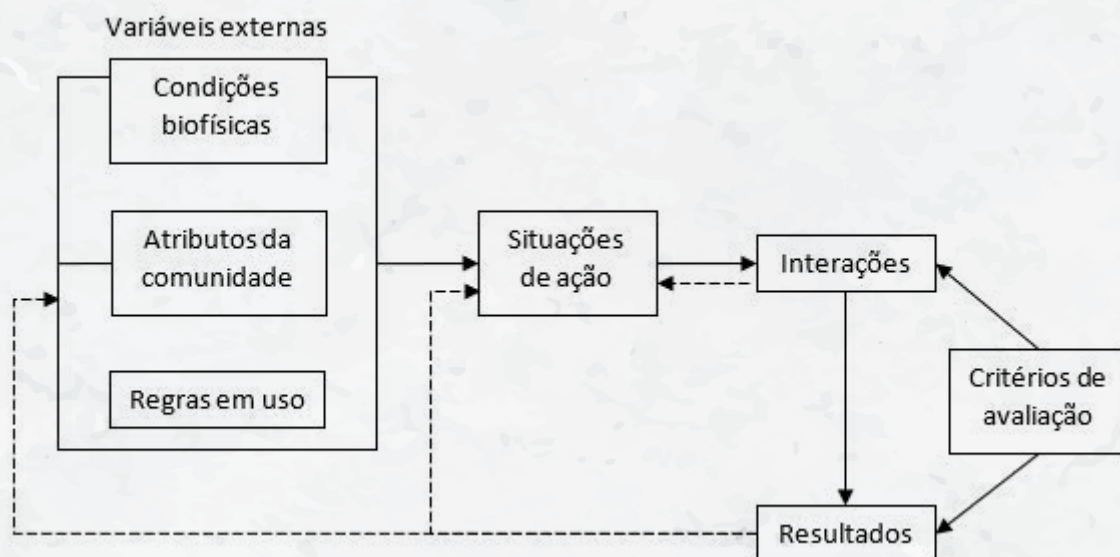 Variáveis externas
Condições
biofísicas
Atributos da
comunidade
Regras em uso
Situações
de ação
Interações
Critérios de
avaliação
Resultados